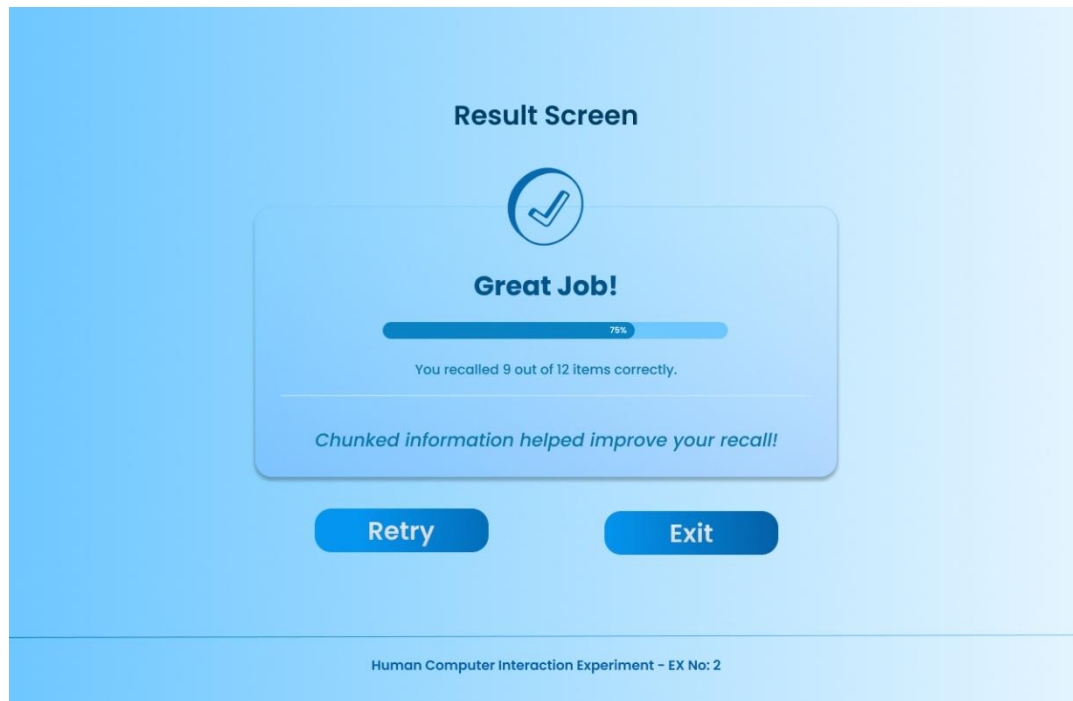 Result Screen
Great Job!
75%
You recalled 9 out of 12 items correctly.
Chunked information helped improve your recall!
Retry
Exit
Human Computer Interaction Experiment - EX No: 2